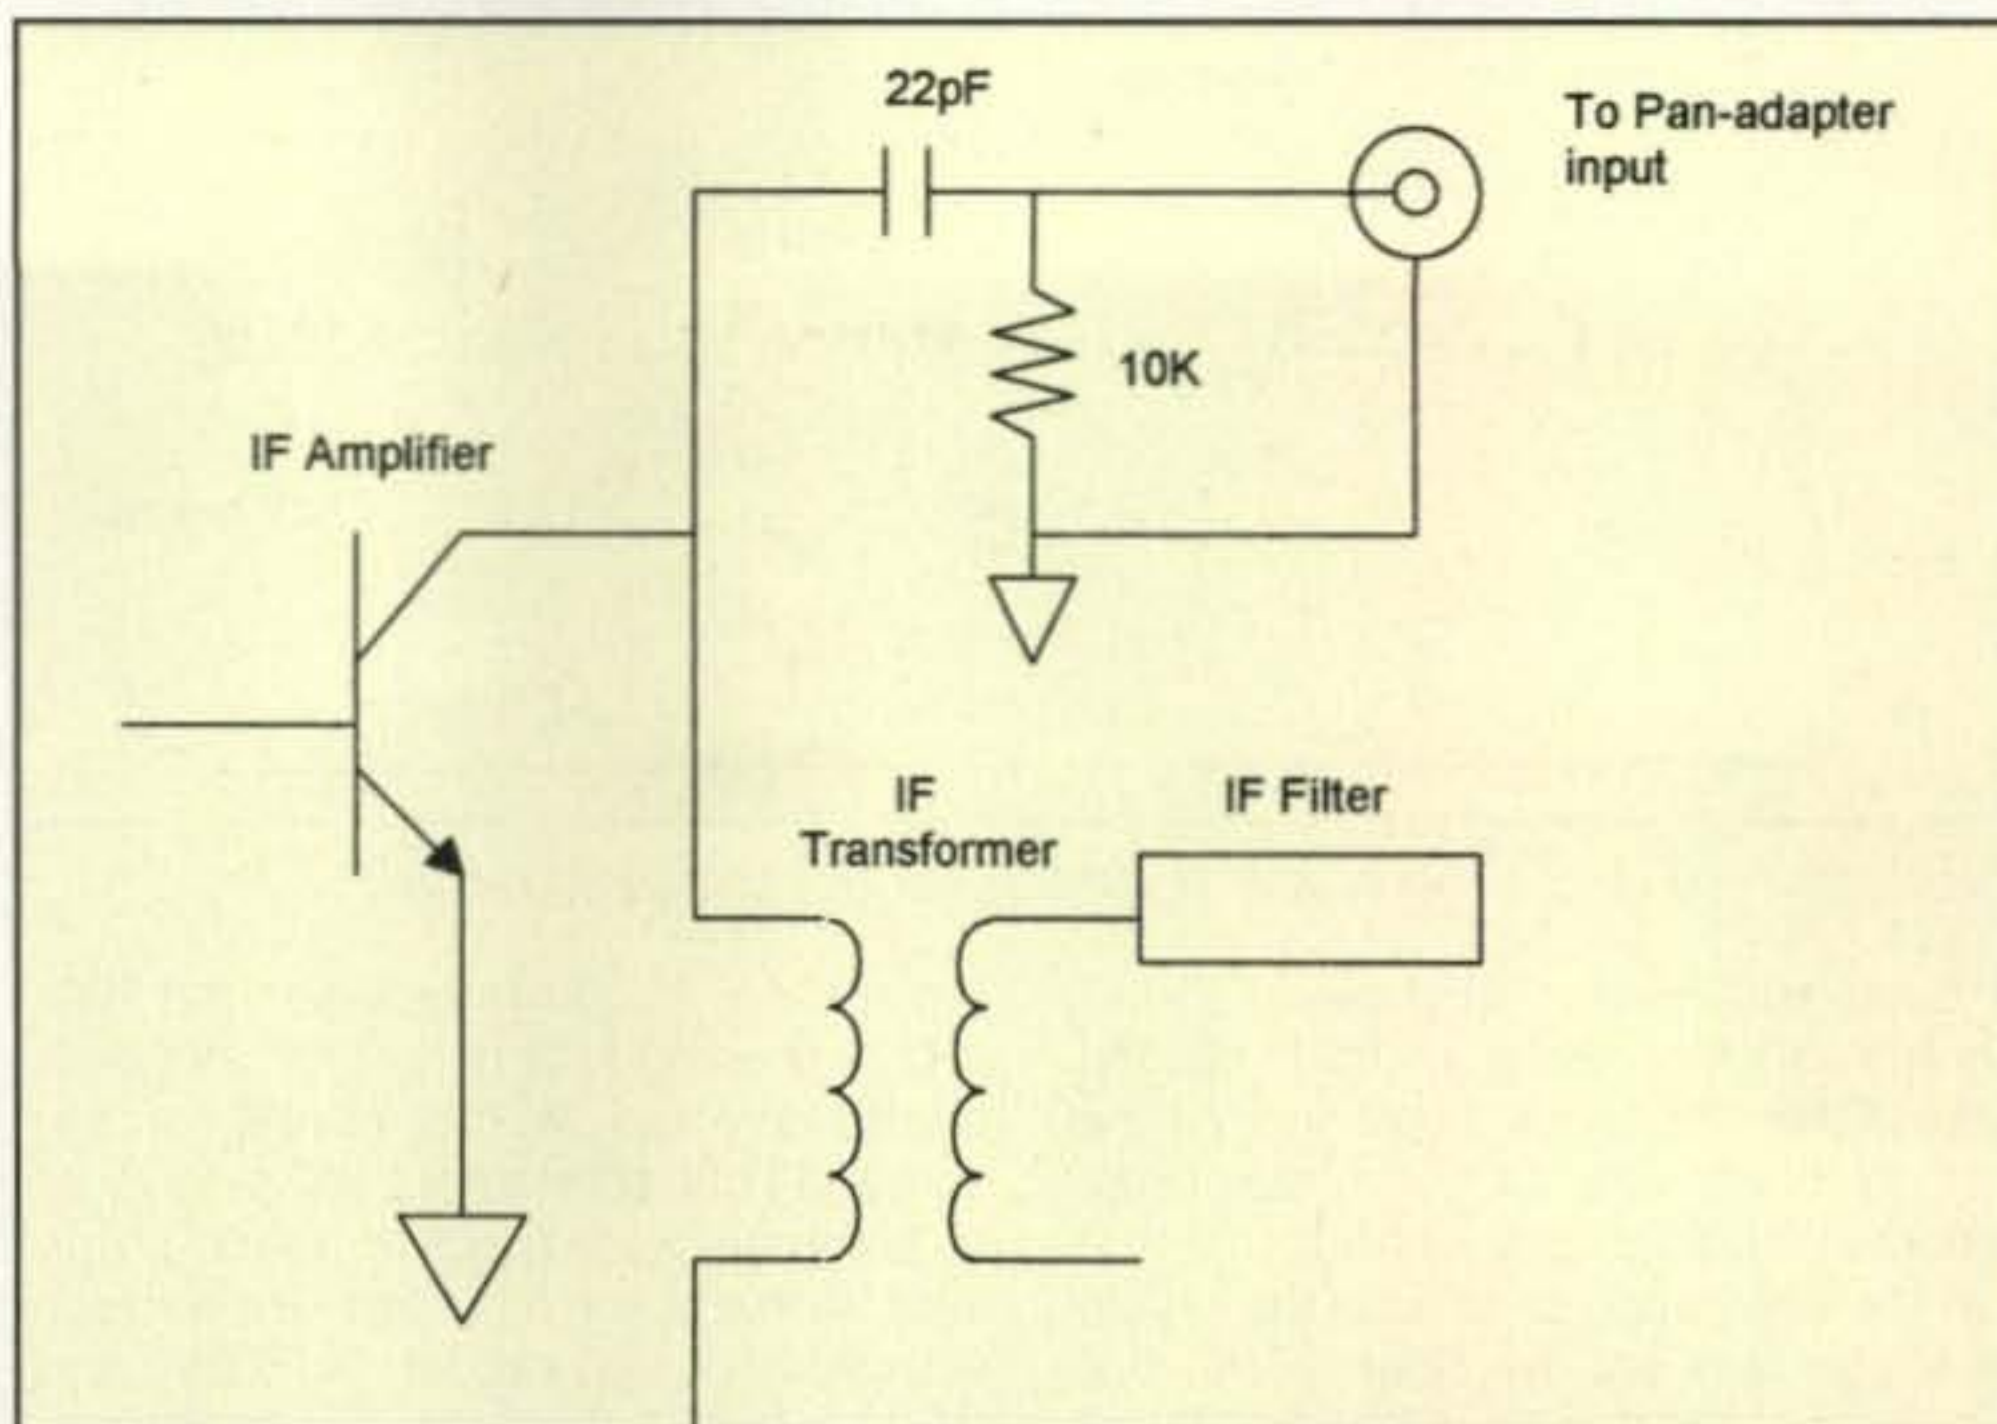 22pF
To Pan-adapter
input
10K
IF Amplifier
IF
Transformer
IF Filter